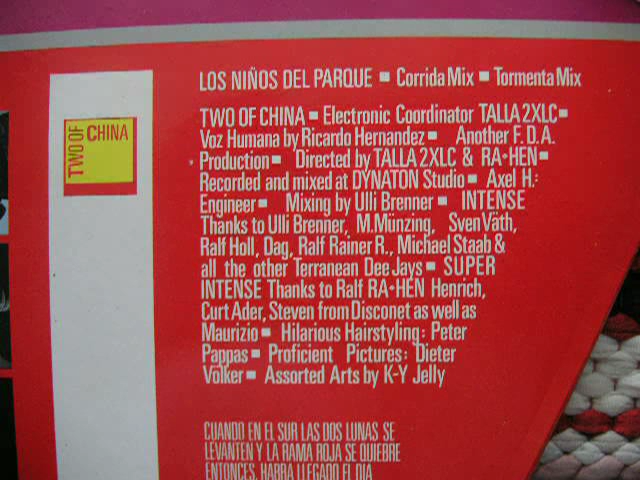 LOS NIÑOS DEL PARQUE ■ Corrida Mix ■ Tormenta Mix
TWO OF CHINA
TWO OF CHINA ■ Electronic Coordinator TALLA 2XLC ■
Voz Humana by Ricardo Hernandez ■ Another F.D.A.
Production ■ Directed by TALLA 2XLC & RA•HEN ■
Recorded and mixed at DYNATON Studio ■ Axel H.:
Engineer ■ Mixing by Ulli Brenner ■ INTENSE
Thanks to Ulli Brenner, M.Münzing, Sven Väth,
Ralf Holl, Dag, Ralf Rainer R., Michael Staab &
all the other Terranean Dee Jays ■ SUPER
INTENSE Thanks to Ralf RA•HEN Henrich,
Curt Ader, Steven from Disconet as well as
Maurizio ■ Hilarious Hairstyling: Peter
Pappas ■ Proficient Pictures: Dieter
Völker ■ Assorted Arts by K-Y Jelly
CUANDO EN EL SUR LAS DOS LUNAS SE
LEVANTEN Y LA RAMA ROJA SE QUIEBRE
ENTONCES, HABRA LLEGADO EL DIA